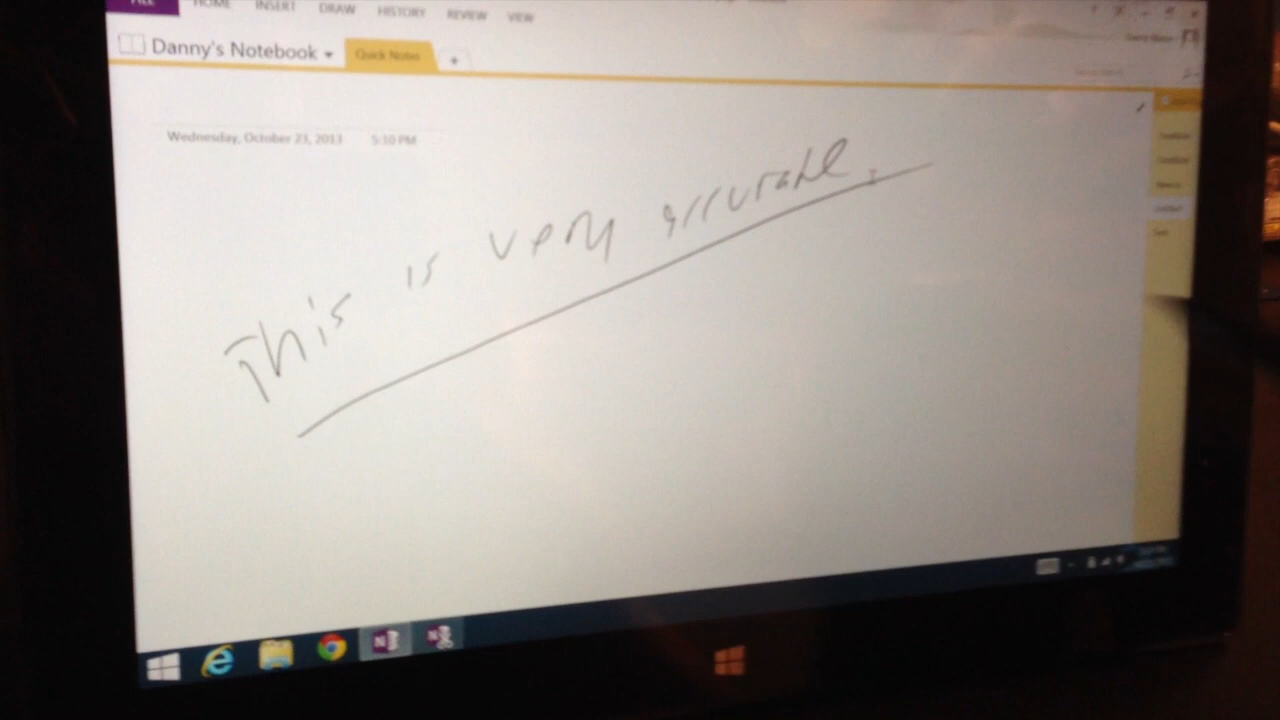 FILE HOME INSERT DRAW HISTORY REVIEW VIEW
Danny's Notebook Quick Notes +
Wednesday, October 23, 2013 5:10 PM
This is very accurate.